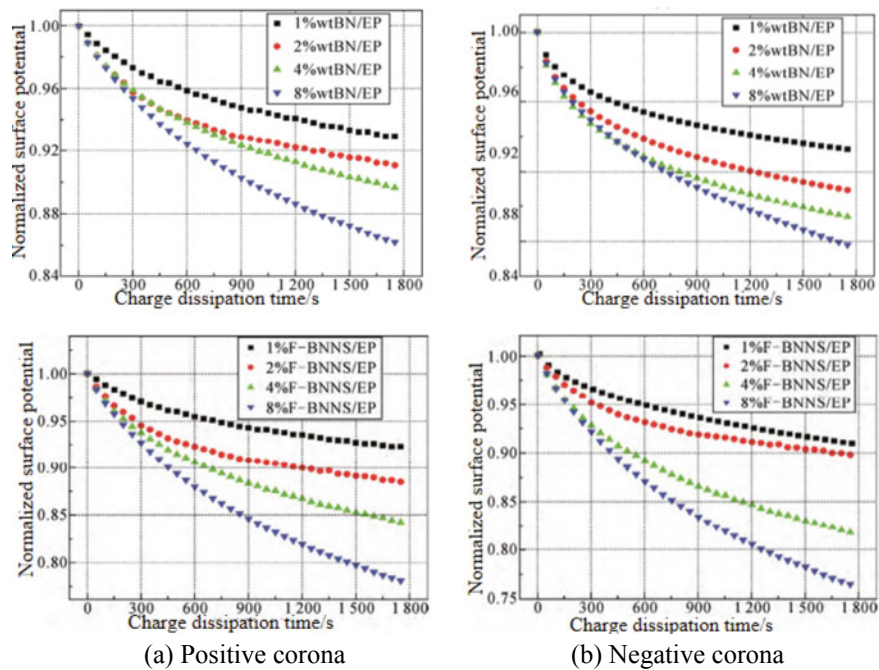 1.00
0.96
0.92
0.88
0.84
Normalized surface potential
1%wtBN/EP
2%wtBN/EP
4%wtBN/EP
8%wtBN/EP
0 300 600 900 1 200 1 500 1 800
Charge dissipation time/s
1.00
0.96
0.92
0.88
0.84
Normalized surface potential
1%wtBN/EP
2%wtBN/EP
4%wtBN/EP
8%wtBN/EP
0 300 600 900 1 200 1 500 1 800
Charge dissipation time/s
1.00
0.95
0.90
0.85
0.80
Normalized surface potential
1%F-BNNS/EP
2%F-BNNS/EP
4%F-BNNS/EP
8%F-BNNS/EP
0 300 600 900 1 200 1 500 1 800
Charge dissipation time/s
1.00
0.95
0.90
0.85
0.80
0.75
Normalized surface potential
1%F-BNNS/EP
2%F-BNNS/EP
4%F-BNNS/EP
8%F-BNNS/EP
0 300 600 900 1 200 1 500 1 800
Charge dissipation time/s
(a) Positive corona
(b) Negative corona